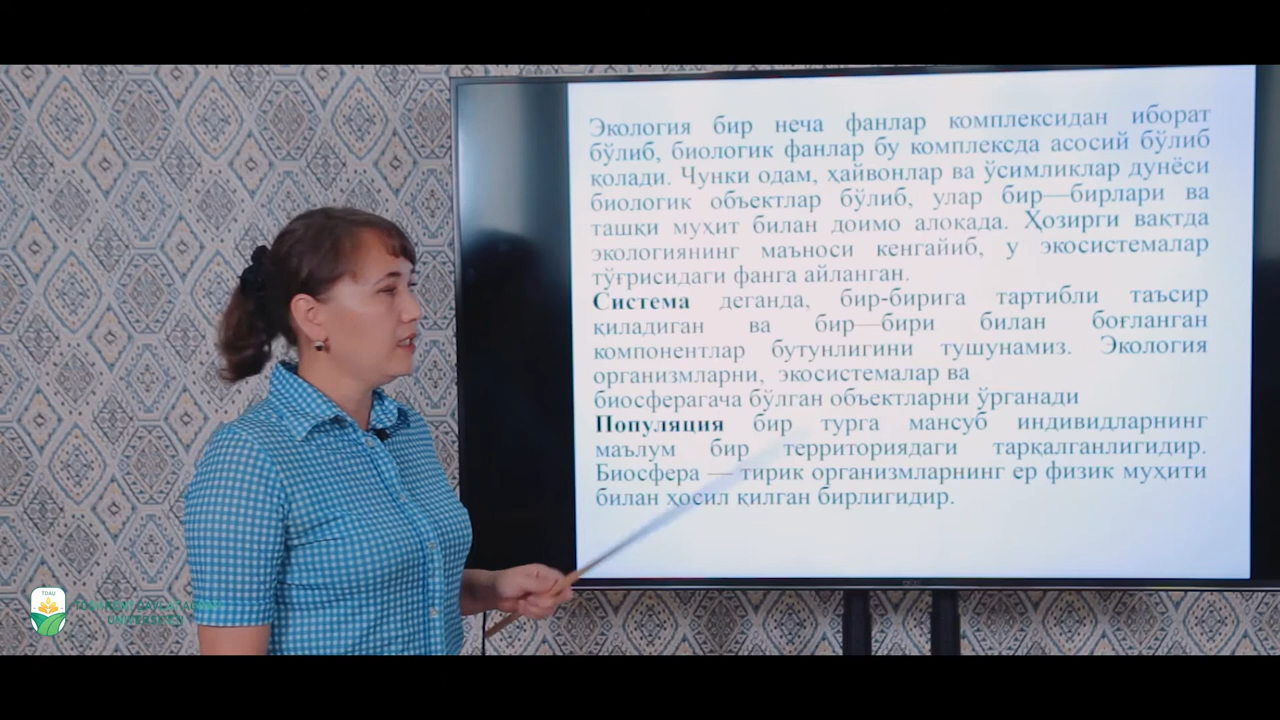 Экология бир неча фанлар комплексидан иборат
бўлиб, биологик фанлар бу комплексда асосий бўлиб
қолади. Чунки одам, ҳайвонлар ва ўсимликлар дунёси
биологик объектлар бўлиб, улар бир—бирлари ва
ташқи муҳит билан доимо алоқада. Ҳозирги вақтда
экологиянинг маъноси кенгайиб, у экосистемалар
тўғрисидаги фанга айланган.
Система деганда, бир-бирига тартибли таъсир
қиладиган ва бир—бири билан боғланган
компонентлар бутунлигини тушунамиз. Экология
организмларни, экосистемалар ва
биосферагача бўлган объектларни ўрганади
Популяция бир турга мансуб индивидларнинг
маълум бир территориядаги тарқалганлигидир.
Биосфера — тирик организмларнинг ер физик муҳити
билан ҳосил қилган бирлигидир.
TDAU
UNIVERSITETI